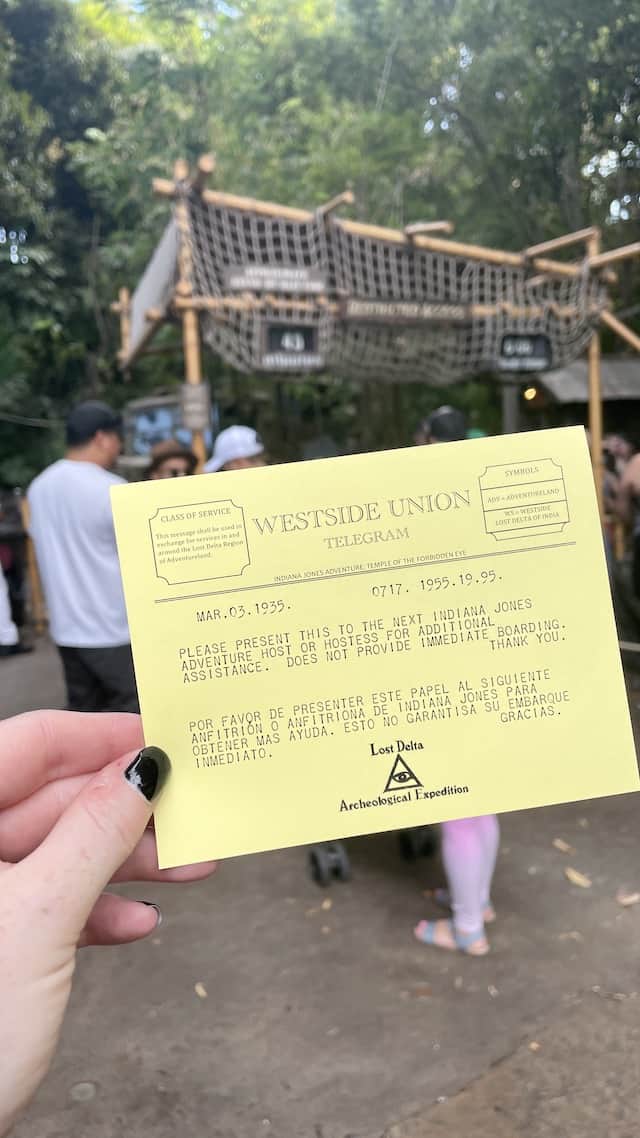 CLASS OF SERVICE
This message shall be used in
exchange for services in and
around the Lost Delta Region
of Adventureland.
WESTSIDE UNION
TELEGRAM
SYMBOLS
ADV = ADVENTURELAND
WS = WESTSIDE
LOST DELTA OF INDIA
INDIANA JONES ADVENTURE: TEMPLE OF THE FORBIDDEN EYE
MAR.03.1935.
0717. 1955.19.95.
PLEASE PRESENT THIS TO THE NEXT INDIANA JONES
ADVENTURE HOST OR HOSTESS FOR ADDITIONAL
ASSISTANCE. DOES NOT PROVIDE IMMEDIATE BOARDING.
THANK YOU.
POR FAVOR DE PRESENTER ESTE PAPEL AL SIGUIENTE
ANFITRIÓN O ANFITRIONA DE INDIANA JONES PARA
OBTENER MAS AYUDA. ESTO NO GARANTISA SU EMBARQUE
INMEDIATO.
GRACIAS.
Lost Delta
Archeological Expedition